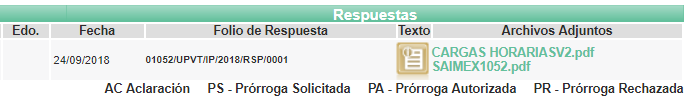 Respuestas
Edo. Fecha Folio de Respuesta Texto Archivos Adjuntos
24/09/2018 01052/UPVT/IP/2018/RSP/0001 CARGAS HORARIASV2.pdf
SAIMEX1052.pdf
AC Aclaración PS - Prórroga Solicitada PA - Prórroga Autorizada PR - Prórroga Rechazada